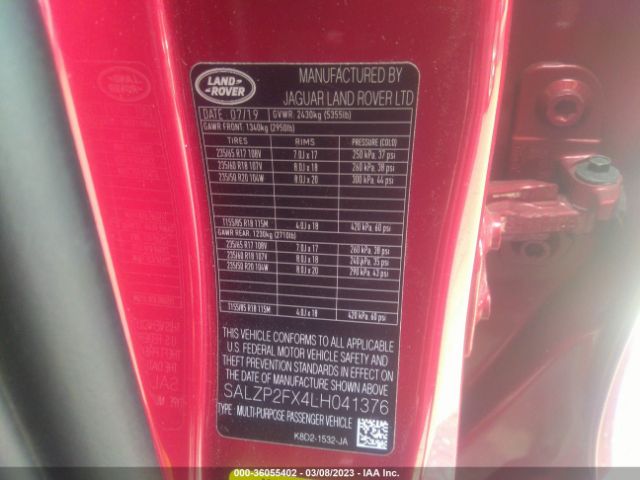 LAND
ROVER
MANUFACTURED BY
JAGUAR LAND ROVER LTD
DATE 07/19 GVWR. 2430kg (5355lb)
GAWR FRONT. 1340kg (2950lb)
TIRES RIMS PRESSURE (COLD)
235/65 R17 108V 7.0J x 17 250 kPa, 37 psi
235/60 R18 107V 8.0J x 18 260 kPa, 38 psi
235/50 R20 104W 8.0J x 20 300 kPa, 44 psi
T155/85 R18 115M 4.0J x 18 420 kPa, 60 psi
GAWR REAR. 1230kg (2710lb)
235/65 R17 108V 7.0J x 17 260 kPa, 38 psi
235/60 R18 107V 8.0J x 18 240 kPa, 35 psi
235/50 R20 104W 8.0J x 20 290 kPa, 43 psi
T155/85 R18 115M 4.0J x 18 420 kPa, 60 psi
THIS VEHICLE CONFORMS TO ALL APPLICABLE
U.S. FEDERAL MOTOR VEHICLE SAFETY AND
THEFT PREVENTION STANDARDS IN EFFECT ON
THE DATE OF MANUFACTURE SHOWN ABOVE.
SALZP2FX4LH041376
TYPE: MULTI-PURPOSE PASSENGER VEHICLE
K8D2-1532-JA
000-36055402 - 03/08/2023 - IAA Inc.